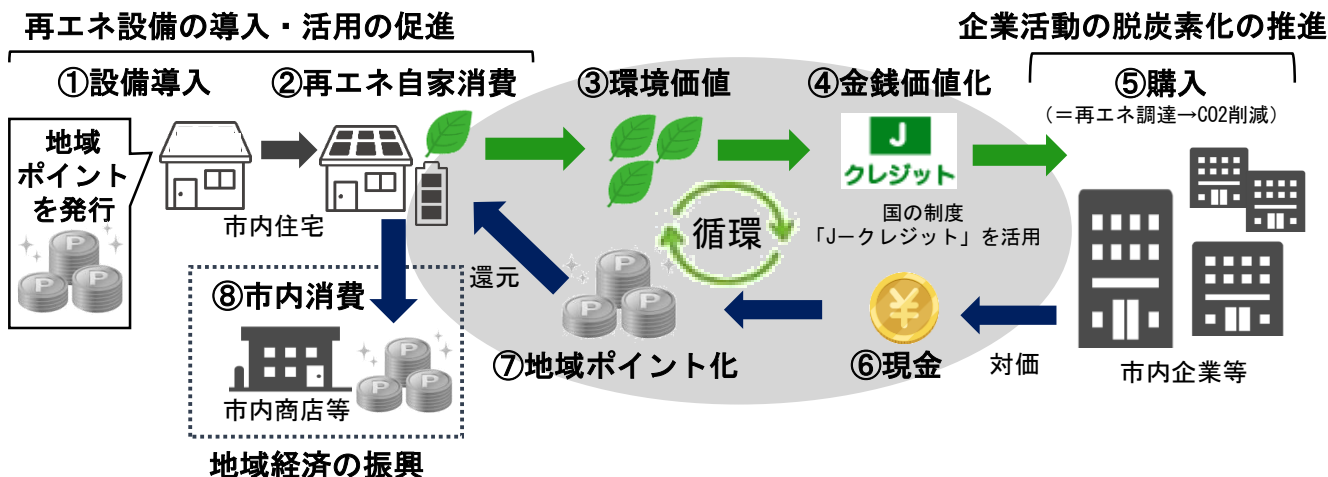 再エネ設備の導入・活用の促進
企業活動の脱炭素化の推進
①設備導入
②再エネ自家消費
③環境価値
④金銭価値化
⑤購入
（＝再エネ調達→CO2削減）
地域
ポイント
を発行
P
P
P
市内住宅
J
クレジット
国の制度
「Jークレジット」を活用
循環
還元
P
P
P
⑦地域ポイント化
¥
⑥現金
対価
市内企業等
⑧市内消費
P
P
P
市内商店等
地域経済の振興